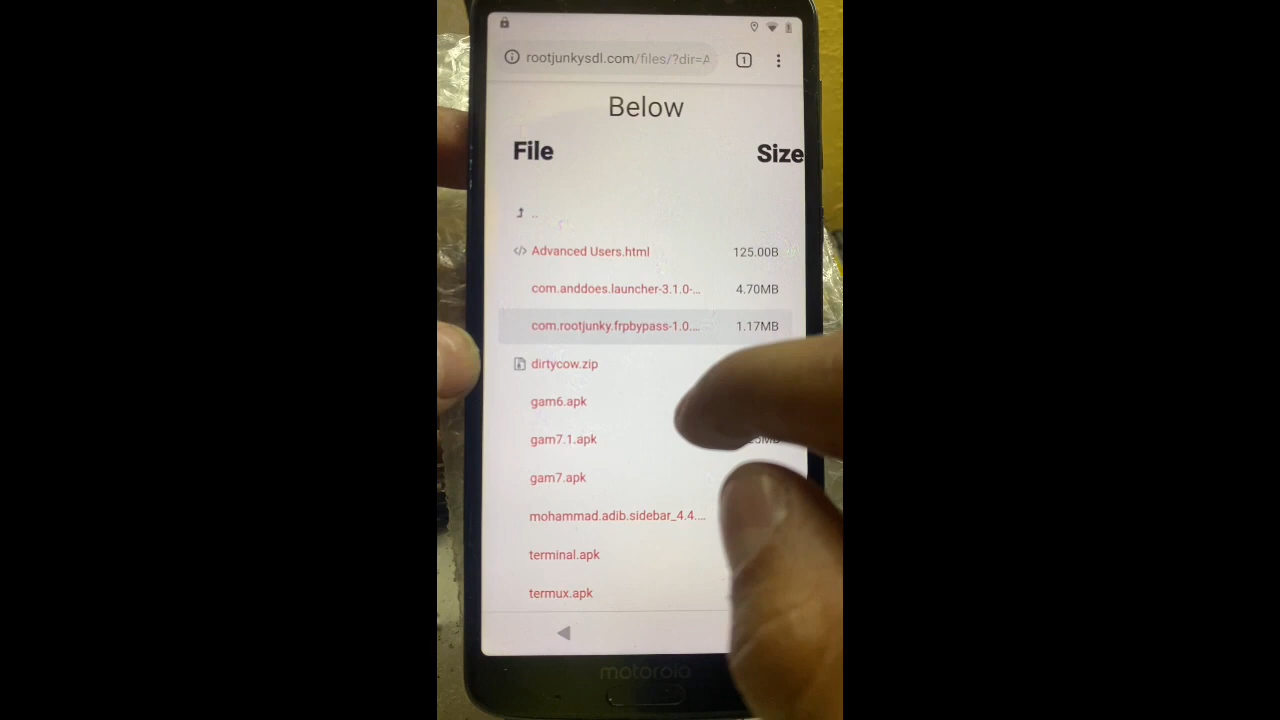 rootjunkysdl.com/files/?dir=A
1
Below
File Size
..
Advanced Users.html 125.00B
com.anddoes.launcher-3.1.0-... 4.70MB
com.rootjunky.frpbypass-1.0.... 1.17MB
dirtycow.zip
gam6.apk
gam7.1.apk
gam7.apk
mohammad.adib.sidebar_4.4....
terminal.apk
termux.apk
motorola